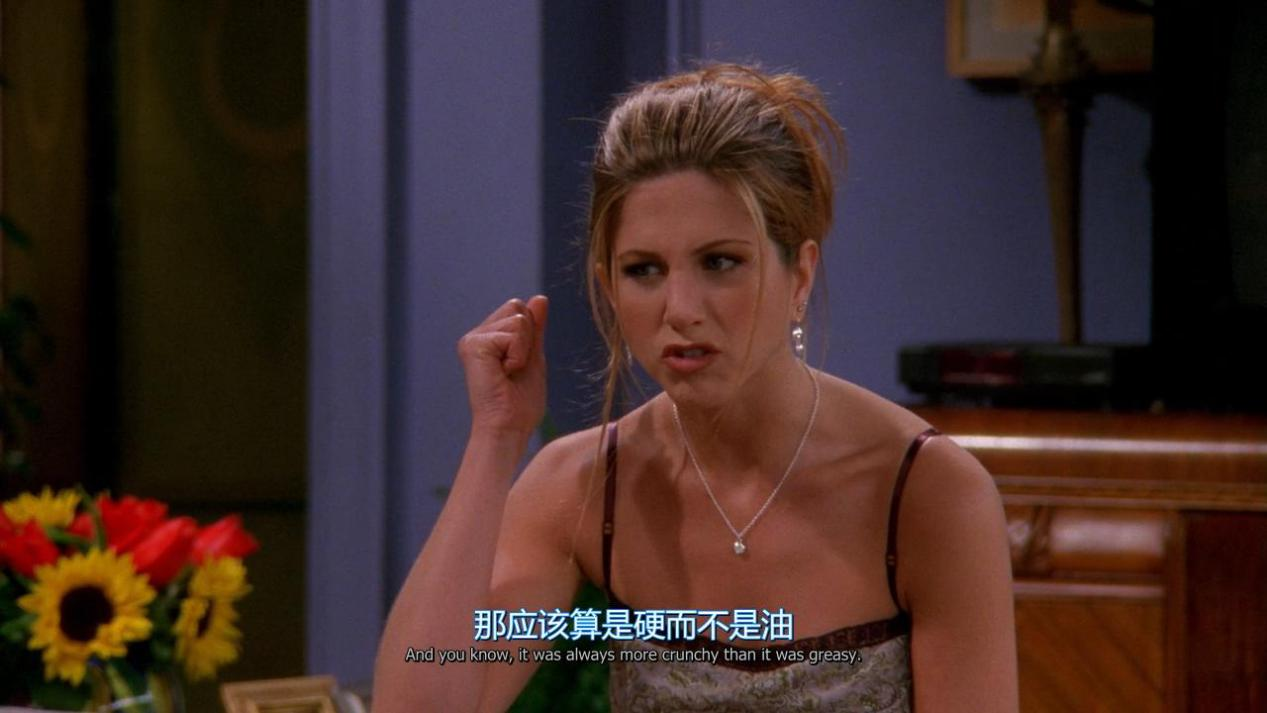 那应该算是硬而不是油
And you know, it was always more crunchy than it was greasy.